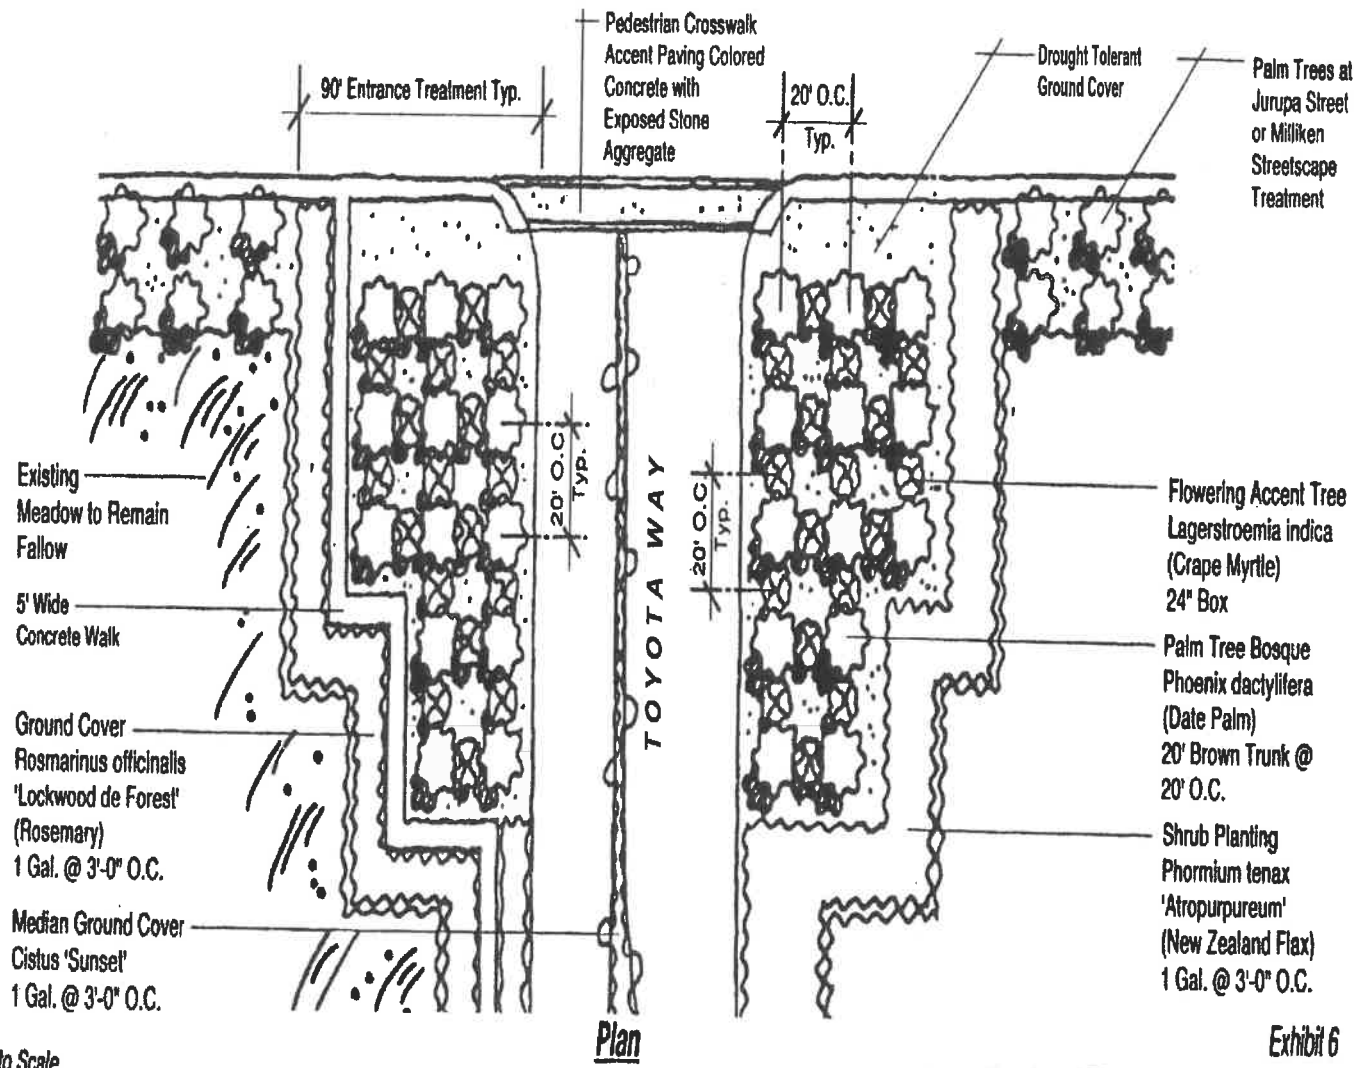 Pedestrian Crosswalk
Accent Paving Colored
Concrete with
Exposed Stone
Aggregate
90' Entrance Treatment Typ.
20' O.C.
Typ.
Drought Tolerant
Ground Cover
Palm Trees at
Jurupa Street
or Milliken
Streetscape
Treatment
Existing
Meadow to Remain
Fallow
5' Wide
Concrete Walk
Ground Cover
Rosmarinus officinalls
'Lockwood de Forest'
(Rosemary)
1 Gal. @ 3'-0" O.C.
Median Ground Cover
Cistus 'Sunset'
1 Gal. @ 3'-0" O.C.
20' O.C
Typ.
TOYOTA WAY
20' O.C.
Typ.
Flowering Accent Tree
Lagerstroemia indica
(Crape Myrtle)
24" Box
Palm Tree Bosque
Phoenix dactylifera
(Date Palm)
20' Brown Trunk @
20' O.C.
Shrub Planting
Phormium tenax
'Atropurpureum'
(New Zealand Flax)
1 Gal. @ 3'-0" O.C.
Plan
Exhibit 6
to Scale